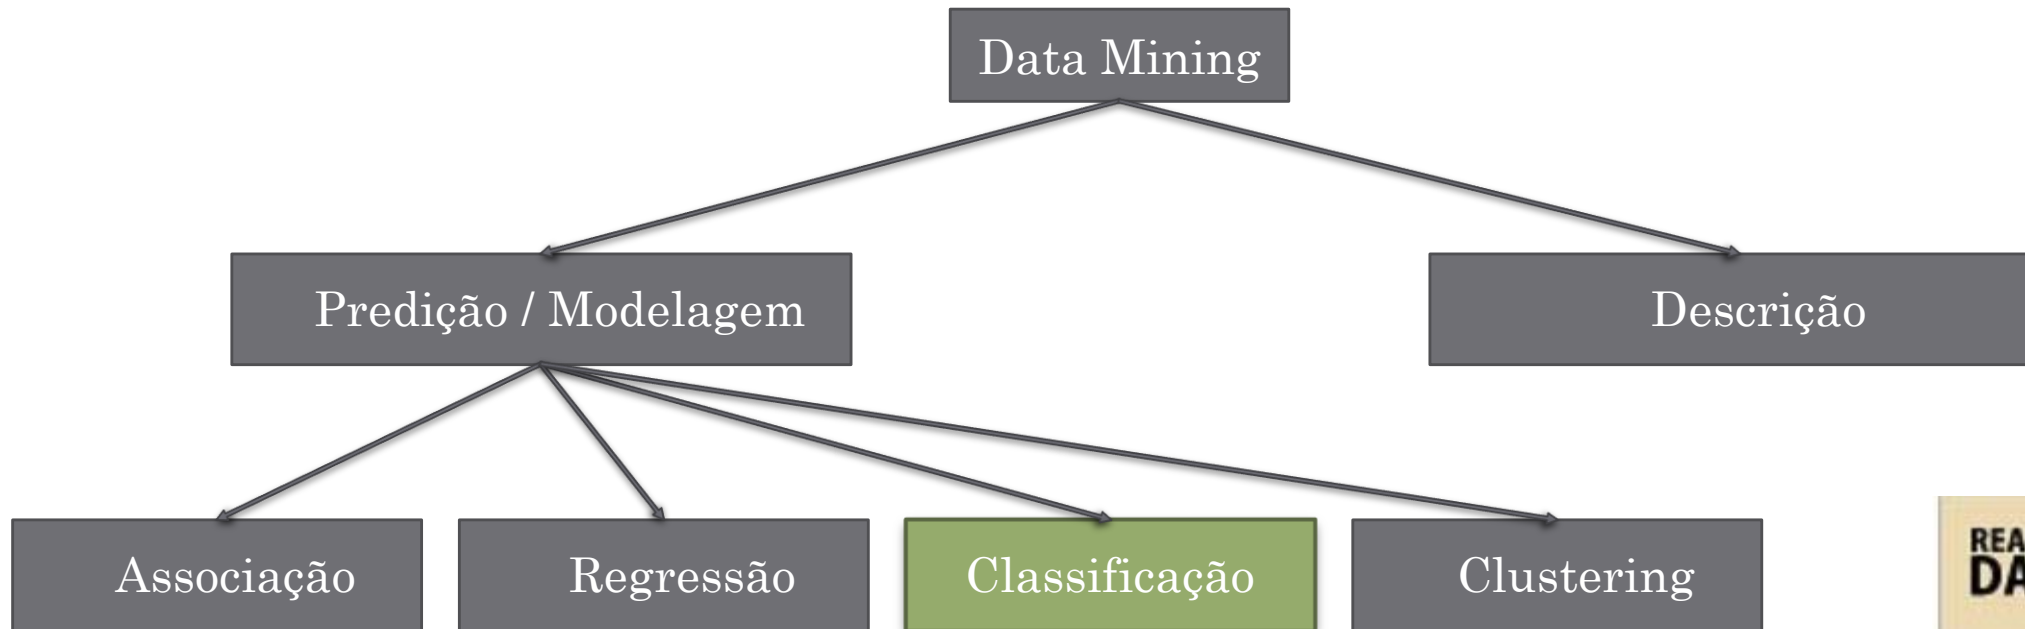 Data Mining
Predição / Modelagem
Descrição
Associação
Regressão
Classificação
Clustering